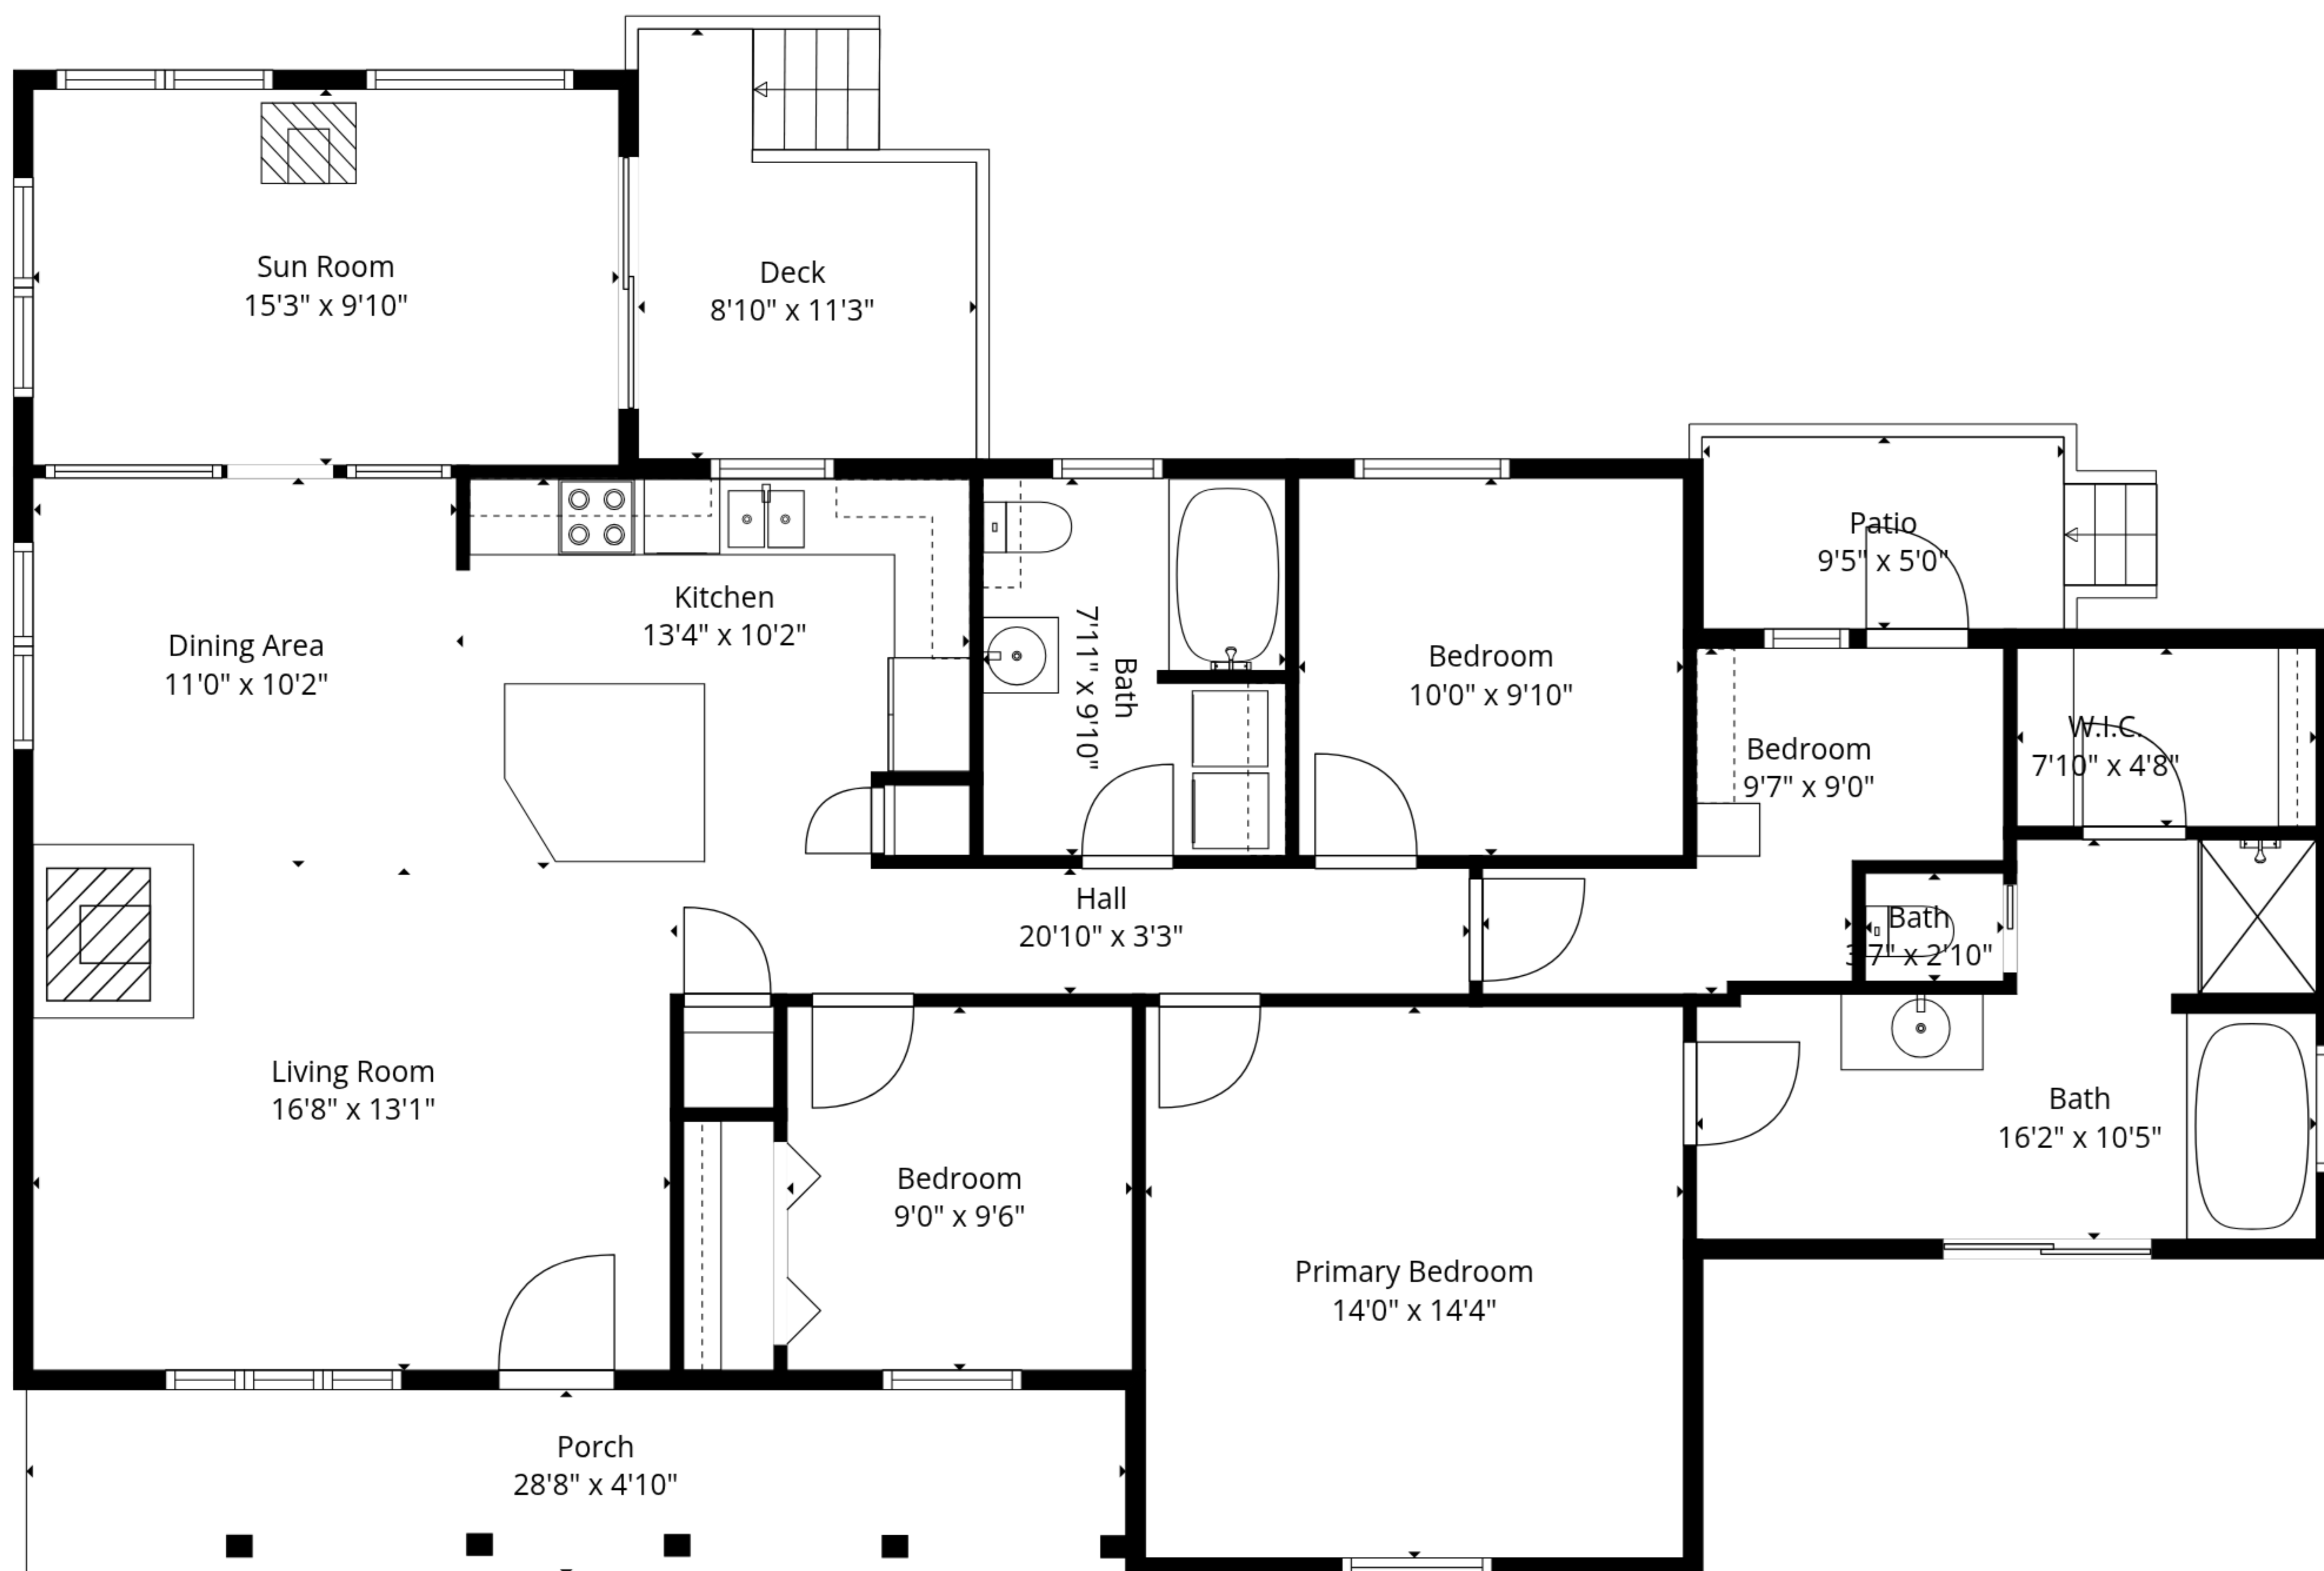 Sun Room
15'3" x 9'10"
Deck
8'10" x 11'3"
Patio
9'5" x 5'0"
Kitchen
13'4" x 10'2"
Dining Area
11'0" x 10'2"
Bath
7'11" x 9'10"
Bedroom
10'0" x 9'10"
Bedroom
9'7" x 9'0"
W.I.C.
7'10" x 4'8"
Hall
20'10" x 3'3"
Bath
3'7" x 2'10"
Living Room
16'8" x 13'1"
Bath
16'2" x 10'5"
Bedroom
9'0" x 9'6"
Primary Bedroom
14'0" x 14'4"
Porch
28'8" x 4'10"